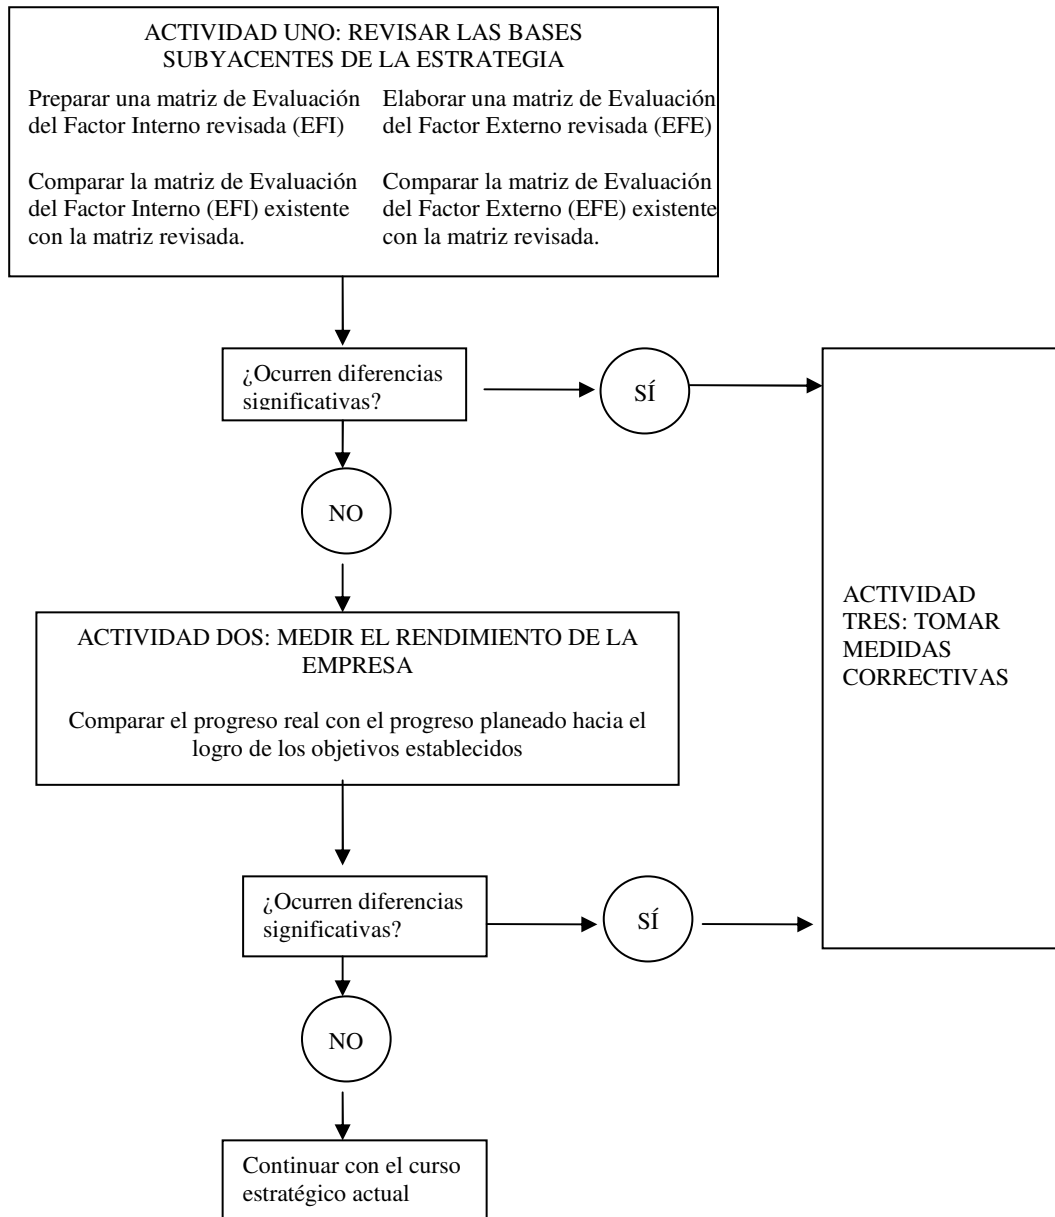 ACTIVIDAD UNO: REVISAR LAS BASES
SUBYACENTES DE LA ESTRATEGIA
Preparar una matriz de Evaluación
del Factor Interno revisada (EFI)
Comparar la matriz de Evaluación
del Factor Interno (EFI) existente
con la matriz revisada.
Elaborar una matriz de Evaluación
del Factor Externo revisada (EFE)
Comparar la matriz de Evaluación
del Factor Externo (EFE) existente
con la matriz revisada.
¿Ocurren diferencias
significativas?
SÍ
NO
ACTIVIDAD
TRES: TOMAR
MEDIDAS
CORRECTIVAS
ACTIVIDAD DOS: MEDIR EL RENDIMIENTO DE LA
EMPRESA
Comparar el progreso real con el progreso planeado hacia el
logro de los objetivos establecidos
¿Ocurren diferencias
significativas?
SÍ
NO
Continuar con el curso
estratégico actual